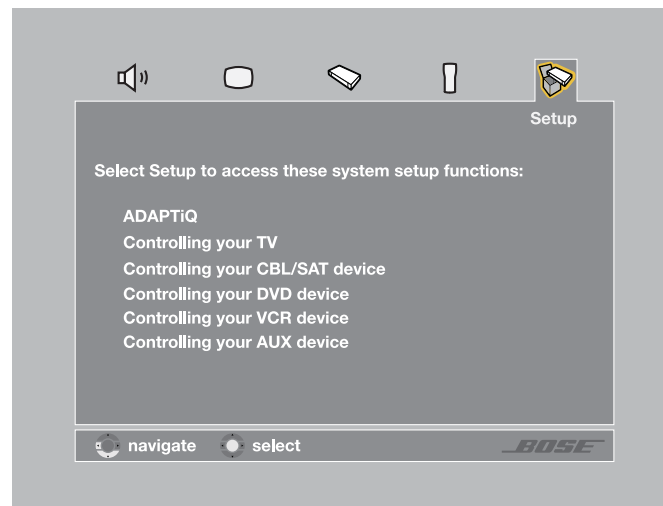 Setup
Select Setup to access these system setup functions:
ADAPTiQ
Controlling your TV
Controlling your CBL/SAT device
Controlling your DVD device
Controlling your VCR device
Controlling your AUX device
navigate select BOSE